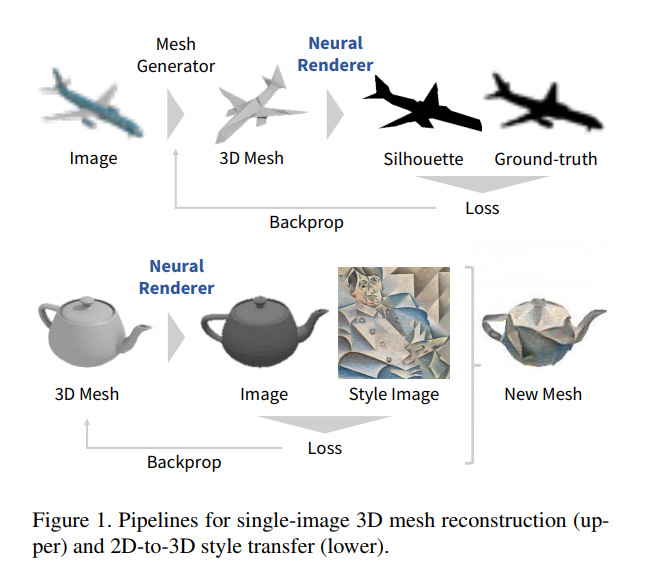 Mesh
Generator
Neural
Renderer
Image
3D Mesh
Silhouette
Ground-truth
Loss
Backprop
Neural
Renderer
3D Mesh
Image
Style Image
New Mesh
Loss
Backprop
Figure 1. Pipelines for single-image 3D mesh reconstruction (up-
per) and 2D-to-3D style transfer (lower).